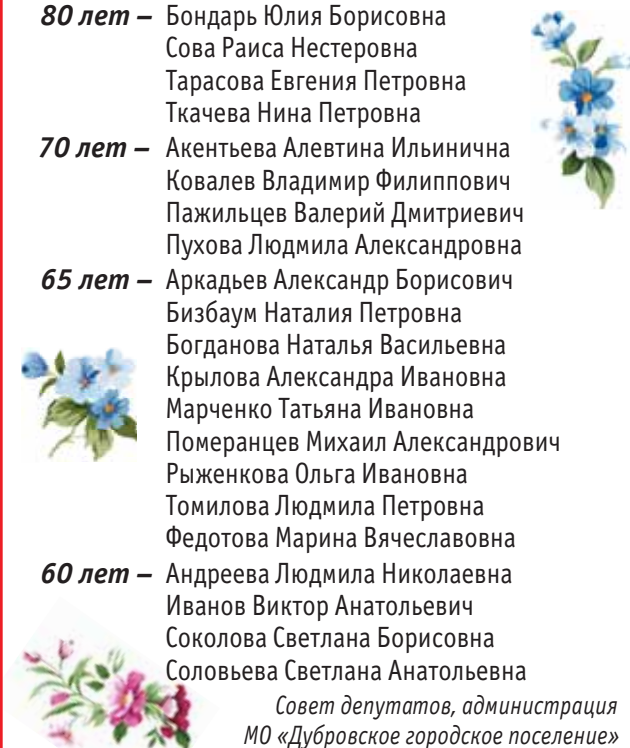 80 лет – Бондарь Юлия Борисовна
Сова Раиса Нестеровна
Тарасова Евгения Петровна
Ткачева Нина Петровна
70 лет – Акентьева Алевтина Ильинична
Ковалев Владимир Филиппович
Пажильцев Валерий Дмитриевич
Пухова Людмила Александровна
65 лет – Аркадьев Александр Борисович
Бизбаум Наталия Петровна
Богданова Наталья Васильевна
Крылова Александра Ивановна
Марченко Татьяна Ивановна
Померанцев Михаил Александрович
Рыженкова Ольга Ивановна
Томилова Людмила Петровна
Федотова Марина Вячеславовна
60 лет – Андреева Людмила Николаевна
Иванов Виктор Анатольевич
Соколова Светлана Борисовна
Соловьева Светлана Анатольевна
Совет депутатов, администрация
МО «Дубровское городское поселение»